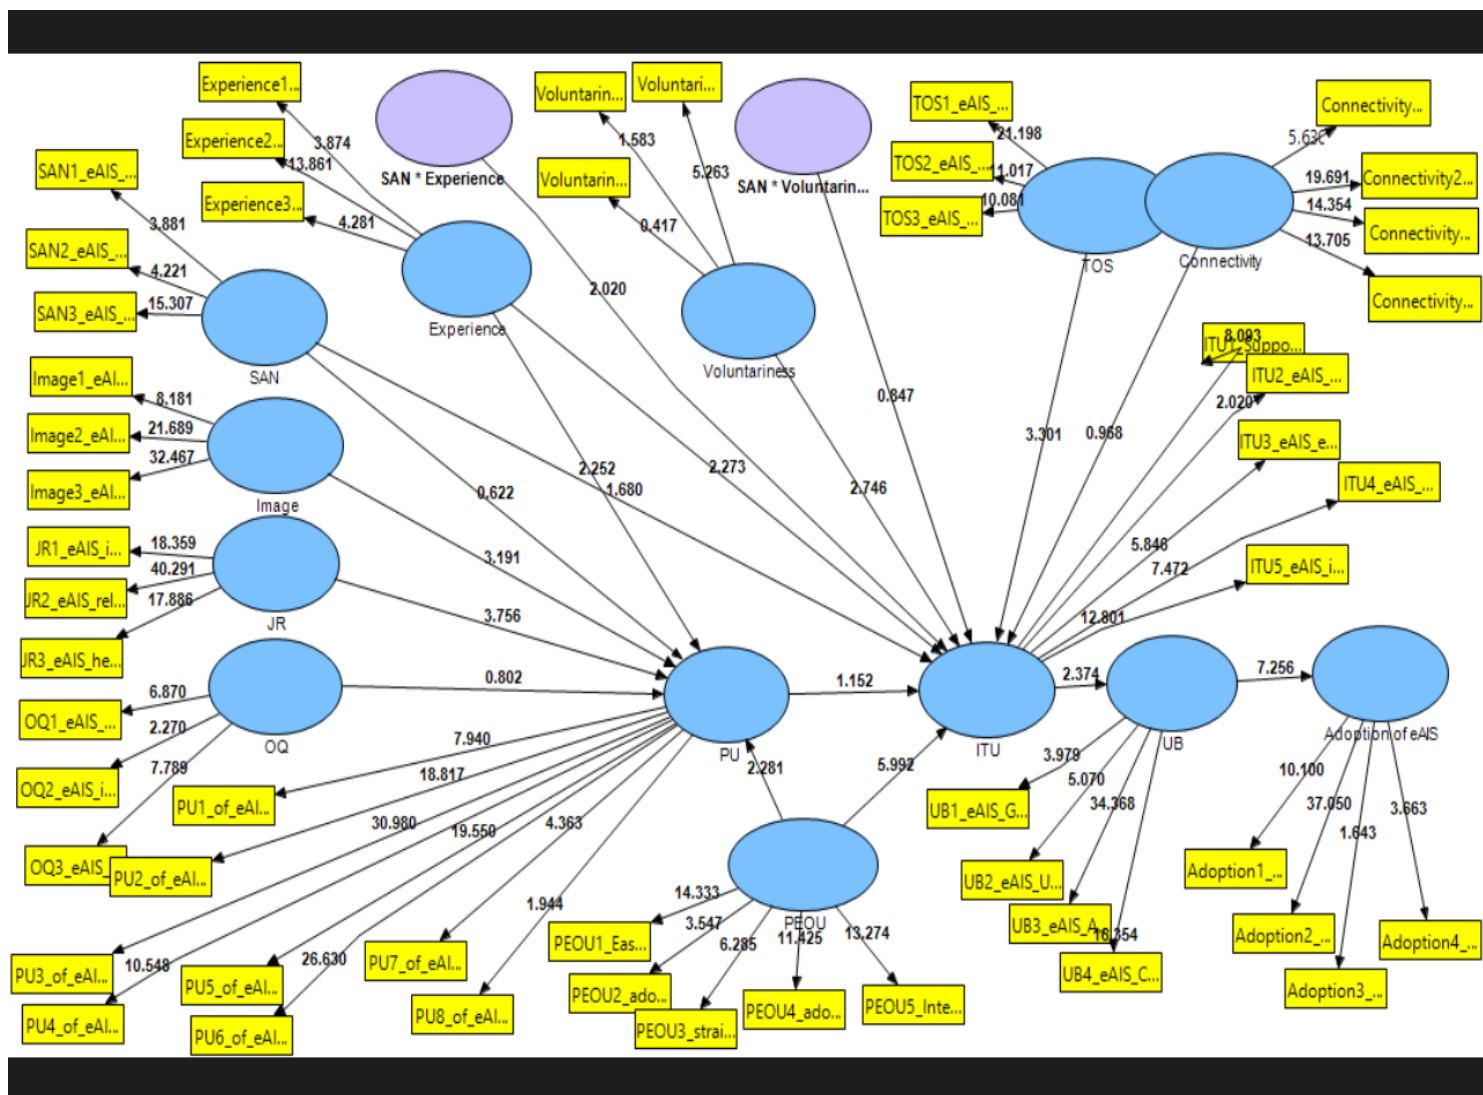 Experience1...
Experience2...
Experience3...
3.874
13.861
4.281
SAN * Experience
Experience
Voluntarin...
Voluntari...
Voluntarin...
1.583
5.263
0.417
SAN * Voluntarin...
Voluntariness
TOS1_eAIS_...
TOS2_eAIS_...
TOS3_eAIS_...
21.198
11.017
10.081
TOS
Connectivity...
Connectivity2...
Connectivity...
Connectivity...
5.630
19.691
14.354
13.705
Connectivity
SAN1_eAIS_...
SAN2_eAIS_...
SAN3_eAIS_...
3.881
4.221
15.307
SAN
Image1_eAI...
Image2_eAI...
Image3_eAI...
8.181
21.689
32.467
Image
JR1_eAIS_i...
JR2_eAIS_rel...
JR3_eAIS_he...
18.359
40.291
17.886
JR
OQ1_eAIS_...
OQ2_eAIS_i...
OQ3_eAIS_
6.870
2.270
7.789
OQ
2.020
2.273
2.252
1.680
0.622
3.191
3.756
0.802
2.746
0.847
3.301
0.968
ITU1_Suppo...
ITU2_eAIS_...
ITU3_eAIS_e...
ITU4_eAIS_...
ITU5_eAIS_i...
8.093
2.020
5.846
7.472
12.801
PU
1.152
ITU
2.374
UB
7.256
Adoption of eAIS
2.281
5.992
PEOU
PU1_of_eAI...
PU2_of_eAI...
PU3_of_eAI...
PU4_of_eAI...
PU5_of_eAI...
PU6_of_eAI...
PU7_of_eAI...
PU8_of_eAI...
7.940
18.817
30.980
10.548
19.550
26.630
4.363
1.944
PEOU1_Eas...
PEOU2_ado...
PEOU3_strai...
PEOU4_ado...
PEOU5_Inte...
14.333
3.547
6.285
11.425
13.274
UB1_eAIS_G...
UB2_eAIS_U...
UB3_eAIS_A...
UB4_eAIS_C...
3.979
5.070
34.368
16.354
Adoption1_...
Adoption2_...
Adoption3_...
Adoption4_...
10.100
37.050
1.643
3.663